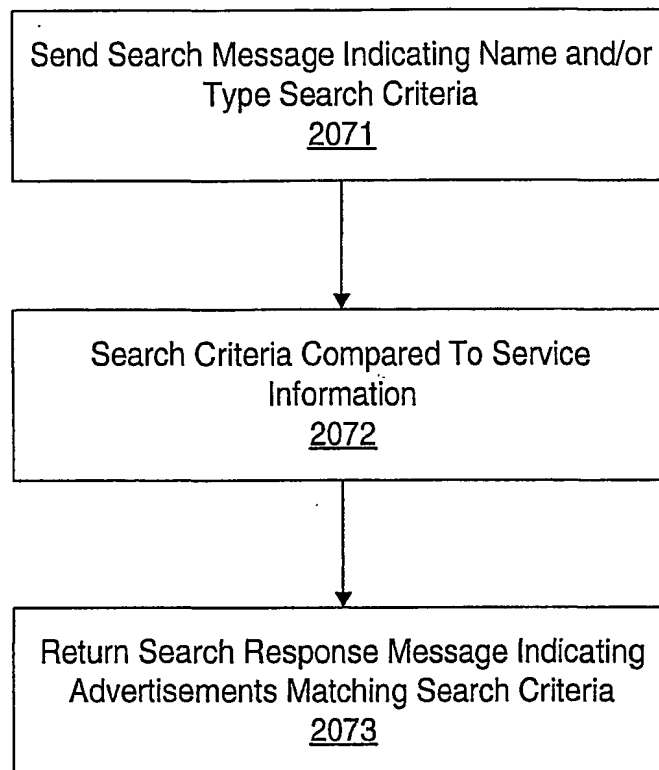 Send Search Message Indicating Name and/or
Type Search Criteria
2071
Search Criteria Compared To Service
Information
2072
Return Search Response Message Indicating
Advertisements Matching Search Criteria
2073